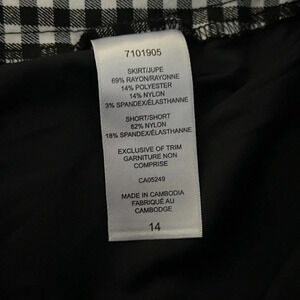 7101905
SKIRT/JUPE
69% RAYON/RAYONNE
14% POLYESTER
14% NYLON
3% SPANDEX/ÉLASTHANNE
SHORT/SHORT
82% NYLON
18% SPANDEX/ÉLASTHANNE
EXCLUSIVE OF TRIM
GARNITURE NON
COMPRISE
CA05249
MADE IN CAMBODIA
FABRIQUÉ AU
CAMBODGE
14